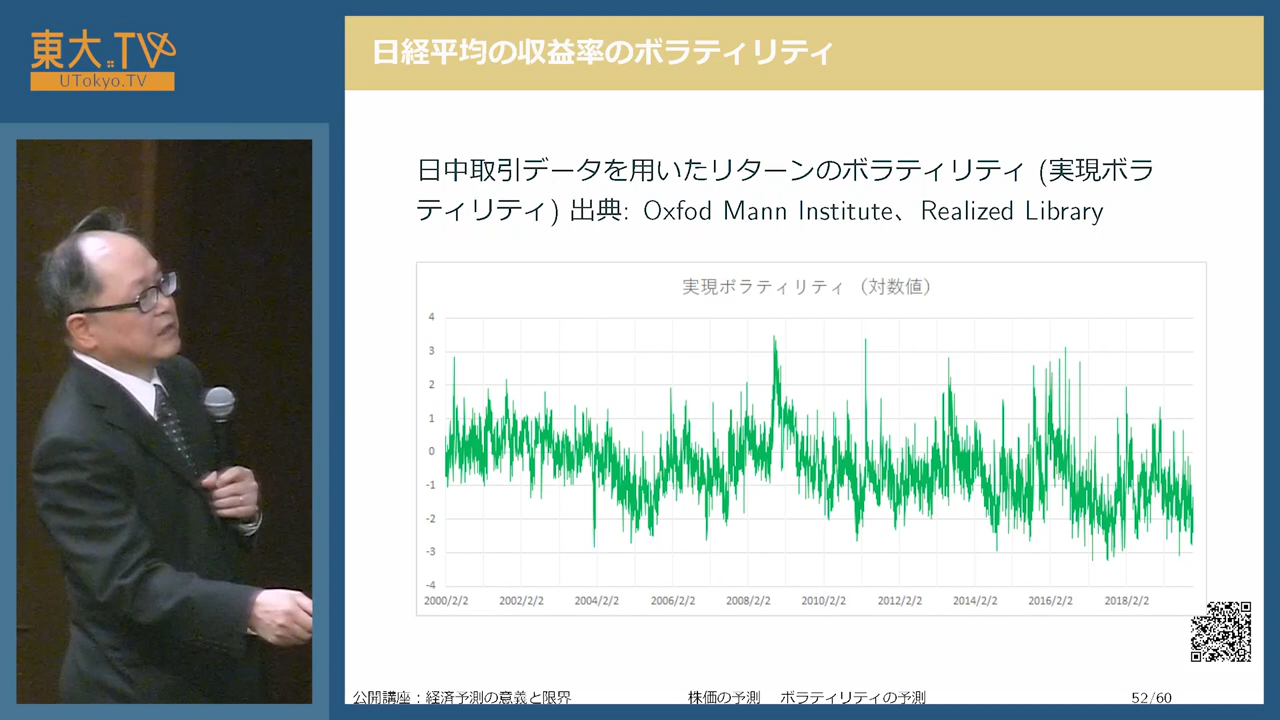 東大.TV
UTokyo.TV
日経平均の収益率のボラティリティ
日中取引データを用いたリターンのボラティリティ (実現ボラ
ティリティ) 出典: Oxfod Mann Institute、Realized Library
実現ボラティリティ （対数値）
4
3
2
1
0
-1
-2
-3
-4
2000/2/2 2002/2/2 2004/2/2 2006/2/2 2008/2/2 2010/2/2 2012/2/2 2014/2/2 2016/2/2 2018/2/2
公開講座：経済予測の意義と限界 株価の予測 ボラティリティの予測 52/60